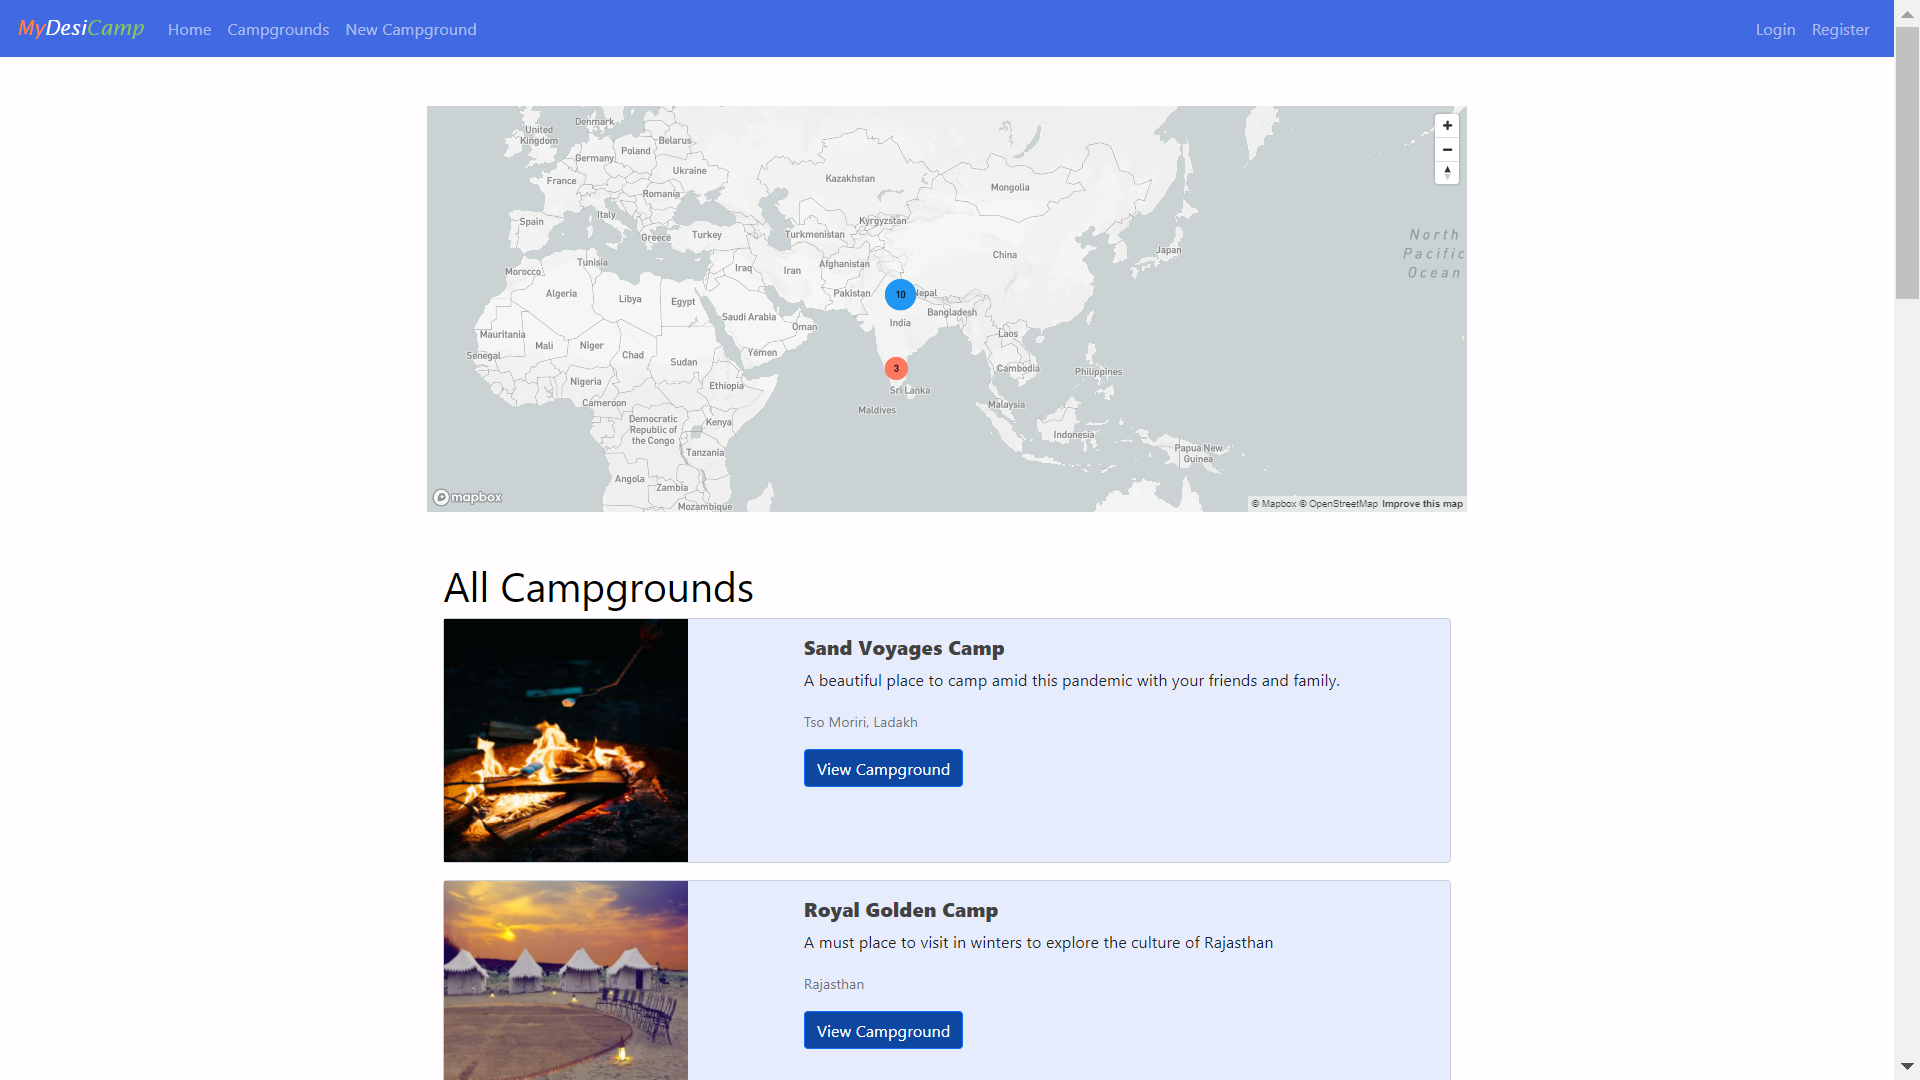 MyDesiCamp Home Campgrounds New Campground Login Register
United Kingdom
Denmark
Belarus
Poland
Germany
Ukraine
France
Kazakhstan
Mongolia
Romania
Italy
Spain
Kyrgyzstan
Greece
Turkey
Turkmenistan
Japan
North Pacific Ocean
Tunisia
Morocco
Iraq
Iran
Afghanistan
China
Algeria
Libya
Egypt
Pakistan
10
Nepal
Saudi Arabia
Oman
India
Bangladesh
Mauritania
Mali
Niger
Chad
Sudan
Yemen
Laos
Senegal
3
Cambodia
Philippines
Nigeria
Ethiopia
Sri Lanka
Cameroon
Maldives
Malaysia
Democratic Republic of the Congo
Kenya
Indonesia
Tanzania
Papua New Guinea
Angola
Zambia
Mozambique
mapbox
© Mapbox © OpenStreetMap Improve this map
All Campgrounds
Sand Voyages Camp
A beautiful place to camp amid this pandemic with your friends and family.
Tso Moriri, Ladakh
View Campground
Royal Golden Camp
A must place to visit in winters to explore the culture of Rajasthan
Rajasthan
View Campground